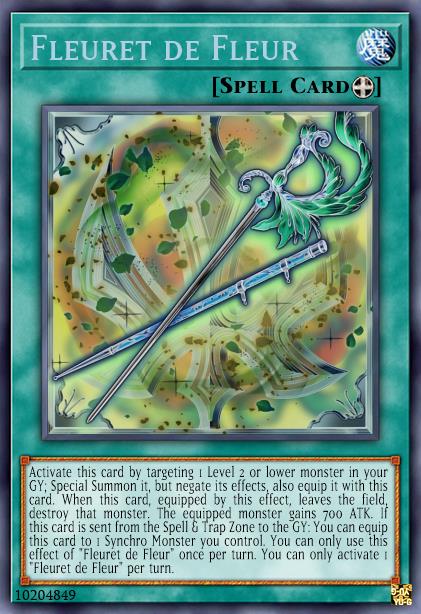 Fleuret de Fleur
[Spell Card]
Activate this card by targeting 1 Level 2 or lower monster in your
GY; Special Summon it, but negate its effects, also equip it with this
card. When this card, equipped by this effect, leaves the field,
destroy that monster. The equipped monster gains 700 ATK. If
this card is sent from the Spell & Trap Zone to the GY: You can equip
this card to 1 Synchro Monster you control. You can only use this
effect of "Fleuret de Fleur" once per turn. You can only activate 1
"Fleuret de Fleur" per turn.
10204849